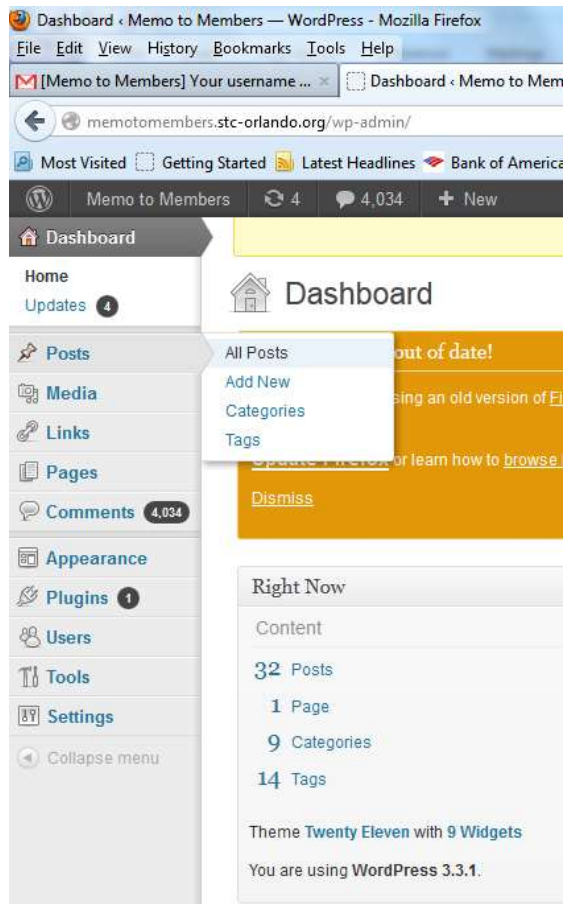 Dashboard ‹ Memo to Members — WordPress - Mozilla Firefox
File Edit View History Bookmarks Tools Help
[Memo to Members] Your username ... × Dashboard ‹ Memo to Mem
memotomembers.stc-orlando.org/wp-admin/
Most Visited Getting Started Latest Headlines Bank of America
Memo to Members 4 4,034 + New
Dashboard
Home
Updates 4
Dashboard
Posts
Media
Links
Pages
Comments 4,034
Appearance
Plugins 1
Users
Tools
Settings
Collapse menu
All Posts
Add New
Categories
Tags
out of date!
sing an old version of Fi
or learn how to browse
Dismiss
Right Now
Content
32 Posts
1 Page
9 Categories
14 Tags
Theme Twenty Eleven with 9 Widgets
You are using WordPress 3.3.1.